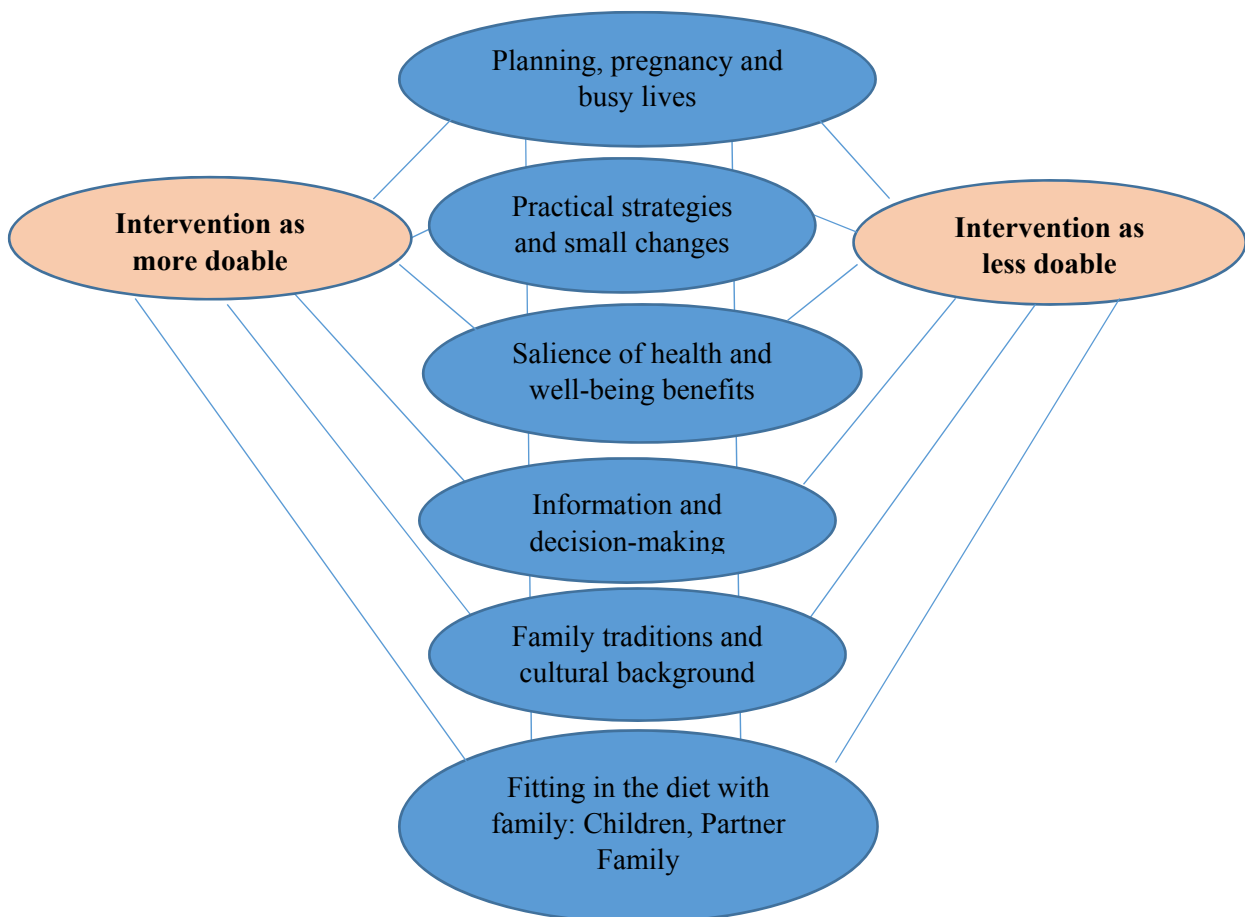 Planning, pregnancy and
busy lives
Intervention as
more doable
Practical strategies
and small changes
Intervention as
less doable
Salience of health and
well-being benefits
Information and
decision-making
Family traditions and
cultural background
Fitting in the diet with
family: Children, Partner
Family